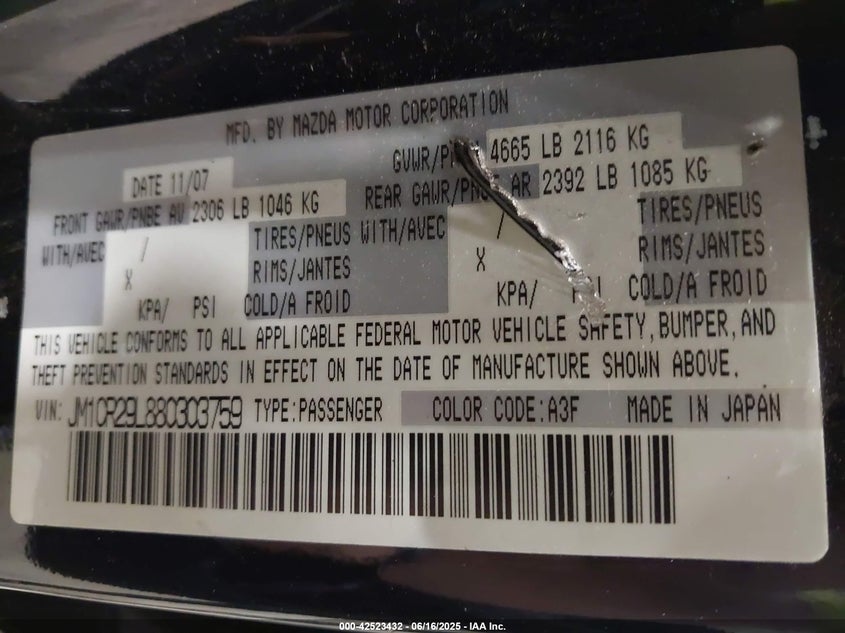 MFD. BY MAZDA MOTOR CORPORATION
DATE 11/07
GVWR/ 4665 LB 2116 KG
FRONT GAWR/PNBE AV 2306 LB 1046 KG
REAR GAWR/PNBE AR 2392 LB 1085 KG
WITH/AVEC / TIRES/PNEUS WITH/AVEC / TIRES/PNEUS
X RIMS/JANTES X RIMS/JANTES
KPA/ PSI COLD/A FROID KPA/ PSI COLD/A FROID
THIS VEHICLE CONFORMS TO ALL APPLICABLE FEDERAL MOTOR VEHICLE SAFETY, BUMPER, AND
THEFT PREVENTION STANDARDS IN EFFECT ON THE DATE OF MANUFACTURE SHOWN ABOVE.
VIN: JM1CR29L880303759 TYPE:PASSENGER COLOR CODE:A3F MADE IN JAPAN
000-42523432 - 06/16/2025 - IAA Inc.